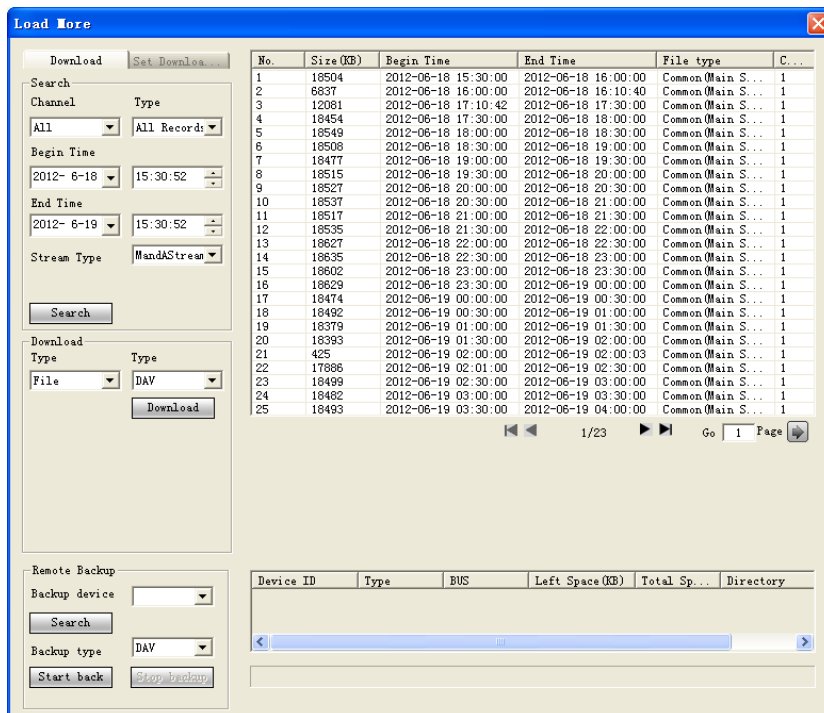 Load More
Download Set Downloa...
Search
Channel Type
All All Records
Begin Time
2012- 6-18 15:30:52
End Time
2012- 6-19 15:30:52
Stream Type MandAStream
Search
Download
Type Type
File DAV
Download
No. Size(KB) Begin Time End Time File type C...
1 18504 2012-06-18 15:30:00 2012-06-18 16:00:00 Common(Main S... 1
2 6837 2012-06-18 16:00:00 2012-06-18 16:10:40 Common(Main S... 1
3 12081 2012-06-18 17:10:42 2012-06-18 17:30:00 Common(Main S... 1
4 18454 2012-06-18 17:30:00 2012-06-18 18:00:00 Common(Main S... 1
5 18549 2012-06-18 18:00:00 2012-06-18 18:30:00 Common(Main S... 1
6 18508 2012-06-18 18:30:00 2012-06-18 19:00:00 Common(Main S... 1
7 18477 2012-06-18 19:00:00 2012-06-18 19:30:00 Common(Main S... 1
8 18515 2012-06-18 19:30:00 2012-06-18 20:00:00 Common(Main S... 1
9 18527 2012-06-18 20:00:00 2012-06-18 20:30:00 Common(Main S... 1
10 18537 2012-06-18 20:30:00 2012-06-18 21:00:00 Common(Main S... 1
11 18517 2012-06-18 21:00:00 2012-06-18 21:30:00 Common(Main S... 1
12 18535 2012-06-18 21:30:00 2012-06-18 22:00:00 Common(Main S... 1
13 18627 2012-06-18 22:00:00 2012-06-18 22:30:00 Common(Main S... 1
14 18635 2012-06-18 22:30:00 2012-06-18 23:00:00 Common(Main S... 1
15 18602 2012-06-18 23:00:00 2012-06-18 23:30:00 Common(Main S... 1
16 18629 2012-06-18 23:30:00 2012-06-19 00:00:00 Common(Main S... 1
17 18474 2012-06-19 00:00:00 2012-06-19 00:30:00 Common(Main S... 1
18 18492 2012-06-19 00:30:00 2012-06-19 01:00:00 Common(Main S... 1
19 18379 2012-06-19 01:00:00 2012-06-19 01:30:00 Common(Main S... 1
20 18393 2012-06-19 01:30:00 2012-06-19 02:00:00 Common(Main S... 1
21 425 2012-06-19 02:00:00 2012-06-19 02:00:03 Common(Main S... 1
22 17886 2012-06-19 02:01:00 2012-06-19 02:30:00 Common(Main S... 1
23 18499 2012-06-19 02:30:00 2012-06-19 03:00:00 Common(Main S... 1
24 18482 2012-06-19 03:00:00 2012-06-19 03:30:00 Common(Main S... 1
25 18493 2012-06-19 03:30:00 2012-06-19 04:00:00 Common(Main S... 1
1/23 Go 1 Page
Remote Backup
Backup device
Search
Backup type DAV
Start back Stop backup
Device ID Type BUS Left Space(KB) Total Sp... Directory